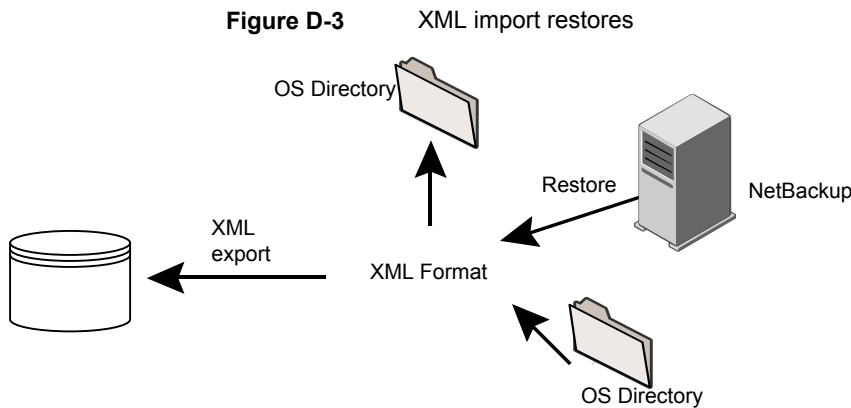 Figure D-3 XML import restores
OS Directory
Restore
NetBackup
XML
export
XML Format
OS Directory